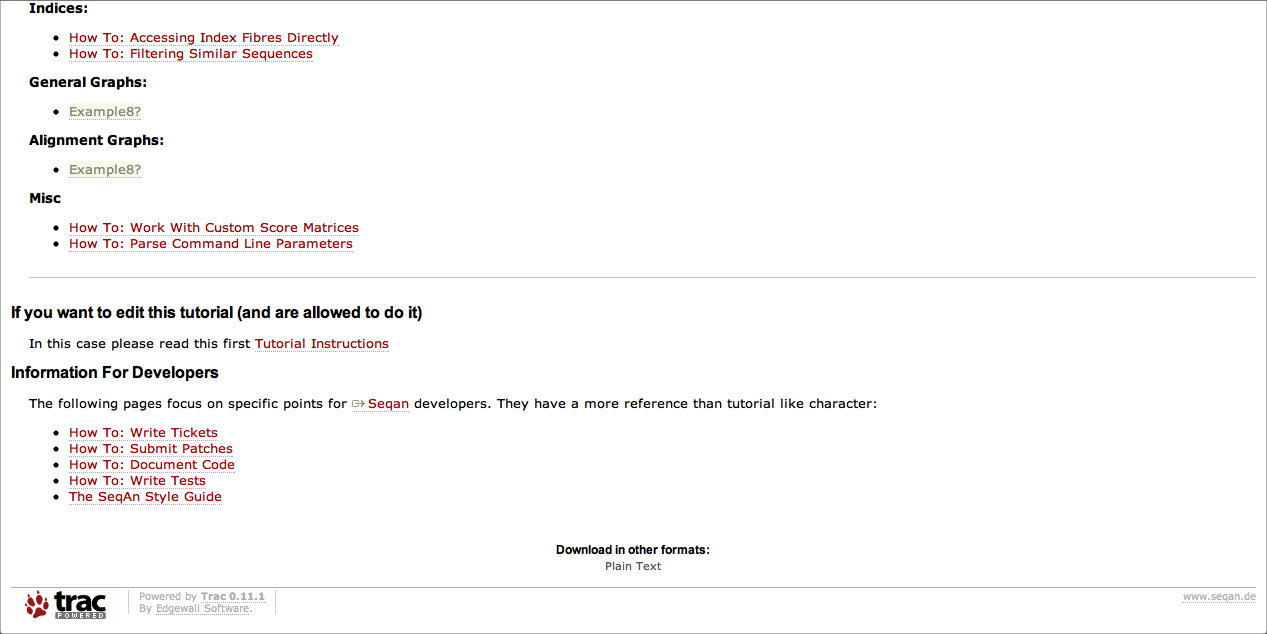 Indices:
How To: Accessing Index Fibres Directly
How To: Filtering Similar Sequences
General Graphs:
Example8?
Alignment Graphs:
Example8?
Misc
How To: Work With Custom Score Matrices
How To: Parse Command Line Parameters
If you want to edit this tutorial (and are allowed to do it)
In this case please read this first Tutorial Instructions
Information For Developers
The following pages focus on specific points for Seqan developers. They have a more reference than tutorial like character:
How To: Write Tickets
How To: Submit Patches
How To: Document Code
How To: Write Tests
The SeqAn Style Guide
Download in other formats:
Plain Text
trac
POWERED
Powered by Trac 0.11.1
By Edgewall Software.
www.seqan.de